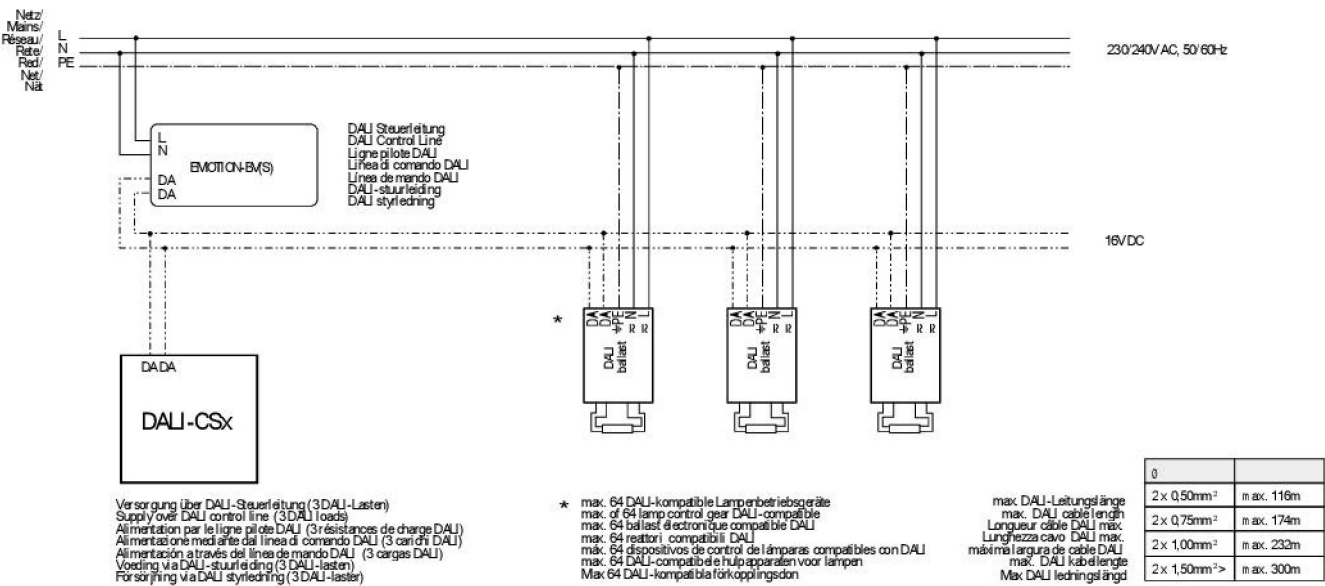 Netz/
Mains/
Réseau/
Rete/
Red/
Net/
Nät
L
N
PE
230/240V AC, 50/60Hz
L
N
EMOTION-BV(S)
DA
DA
DALI Steuerleitung
DALI Control Line
Ligne pilote DALI
Linea di comando DALI
Línea de mando DALI
DALI-stuurleiding
DALI styrledning
16V DC
*
DA
DA
PE
N
L
DALI
ballast
DA
DA
PE
N
L
DALI
ballast
DA
DA
PE
N
L
DALI
ballast
DA DA
DALI-CSx
Versorgung über DALI-Steuerleitung (3 DALI-Lasten)
Supply over DALI control line (3 DALI loads)
Alimentation par le ligne pilote DALI (3 résistances de charge DALI)
Alimentazione mediante dal linea di comando DALI (3 carichi DALI)
Alimentación a través del línea de mando DALI (3 cargas DALI)
Voeding via DALI-stuurleiding (3 DALI-lasten)
Försörjning via DALI styrledning (3 DALI-laster)
* max. 64 DALI-kompatible Lampenbetriebsgeräte
max. of 64 lamp control gear DALI-compatible
max. 64 ballast électronique compatible DALI
max. 64 reattori compatibili DALI
máx. 64 dispositivos de control de lámparas compatibles con DALI
max. 64 DALI-compatibele hulpapparaten voor lampen
Max 64 DALI-kompatibla förkopplingsdon
max. DALI-Leitungslänge
max. DALI cable length
Longueur câble DALI max.
Lunghezza cavo DALI max.
máxima largura de cable DALI
max. DALI kabellengte
Max DALI ledningslängd
0
2 x 0,50mm² max. 116m
2 x 0,75mm² max. 174m
2 x 1,00mm² max. 232m
2 x 1,50mm²> max. 300m